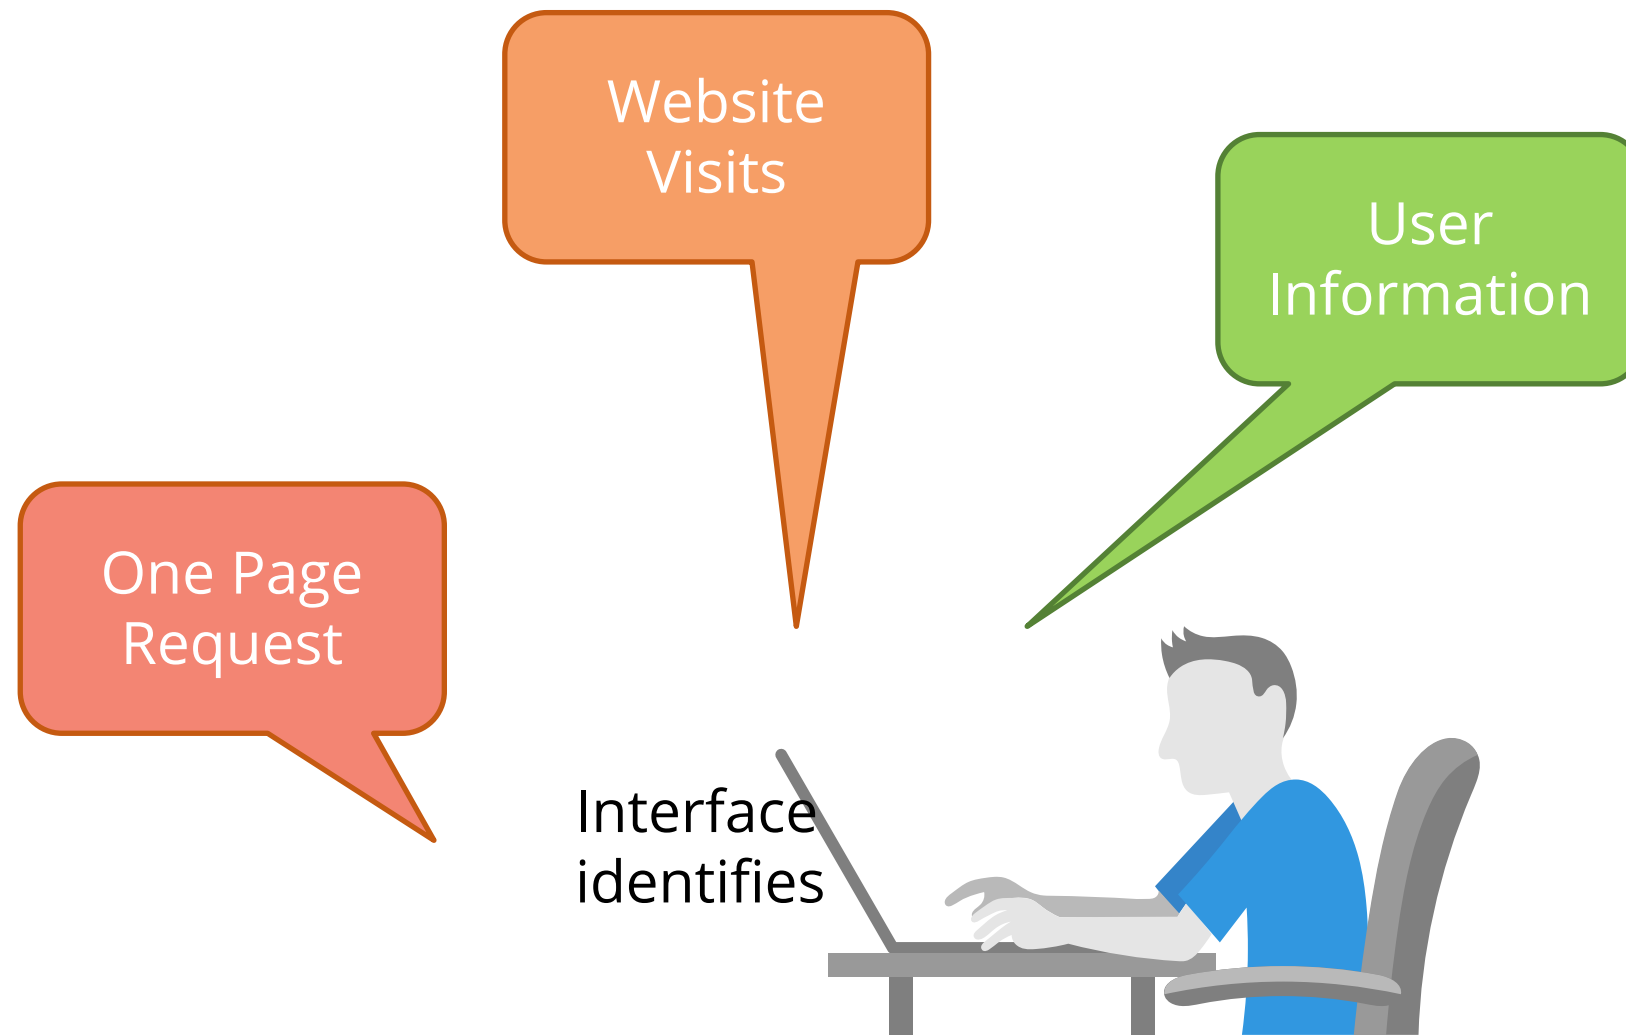 Website
Visits
User
Information
One Page
Request
Interface
identifies